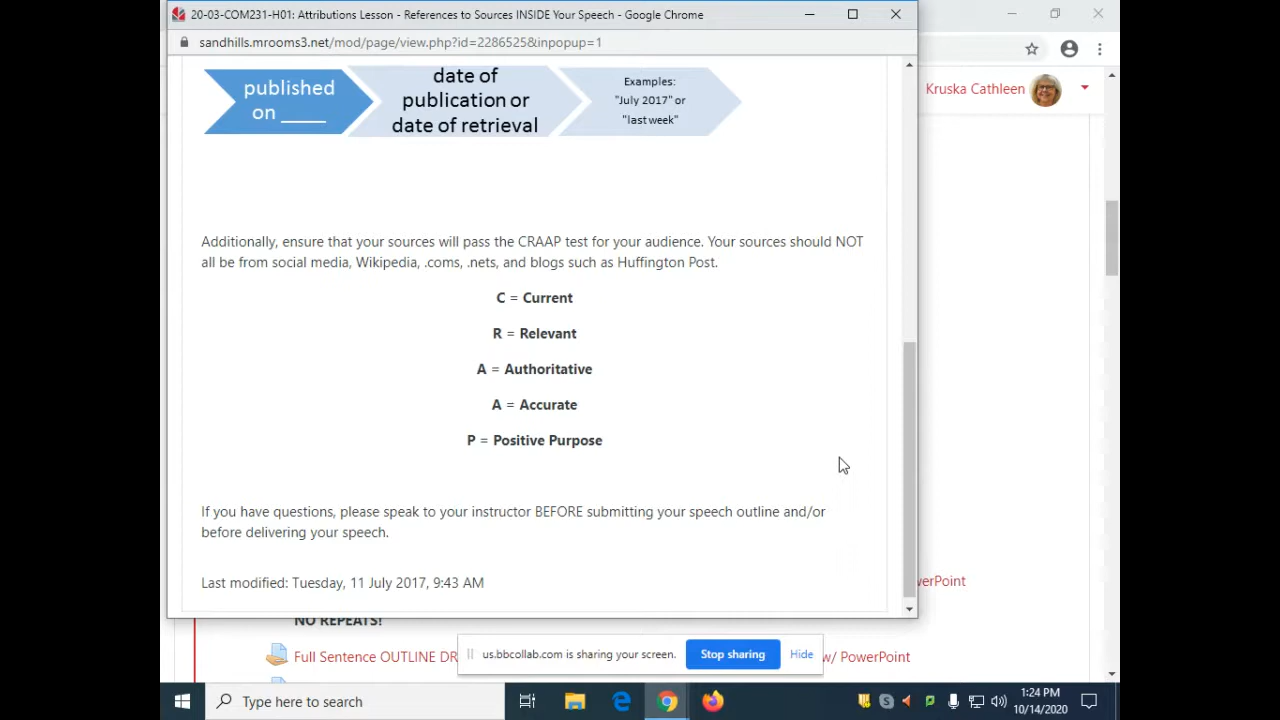 20-03-COM231-H01: Attributions Lesson - References to Sources INSIDE Your Speech - Google Chrome
sandhills.mrooms3.net/mod/page/view.php?id=2286525&inpopup=1
Kruska Cathleen
published
on ____
date of
publication or
date of retrieval
Examples:
"July 2017" or
"last week"
Additionally, ensure that your sources will pass the CRAAP test for your audience. Your sources should NOT
all be from social media, Wikipedia, .coms, .nets, and blogs such as Huffington Post.
C = Current
R = Relevant
A = Authoritative
A = Accurate
P = Positive Purpose
If you have questions, please speak to your instructor BEFORE submitting your speech outline and/or
before delivering your speech.
Last modified: Tuesday, 11 July 2017, 9:43 AM
werPoint
NO REPEATS!
us.bbcollab.com is sharing your screen. Stop sharing Hide
Full Sentence OUTLINE DR w/ PowerPoint
Type here to search
1:24 PM
10/14/2020